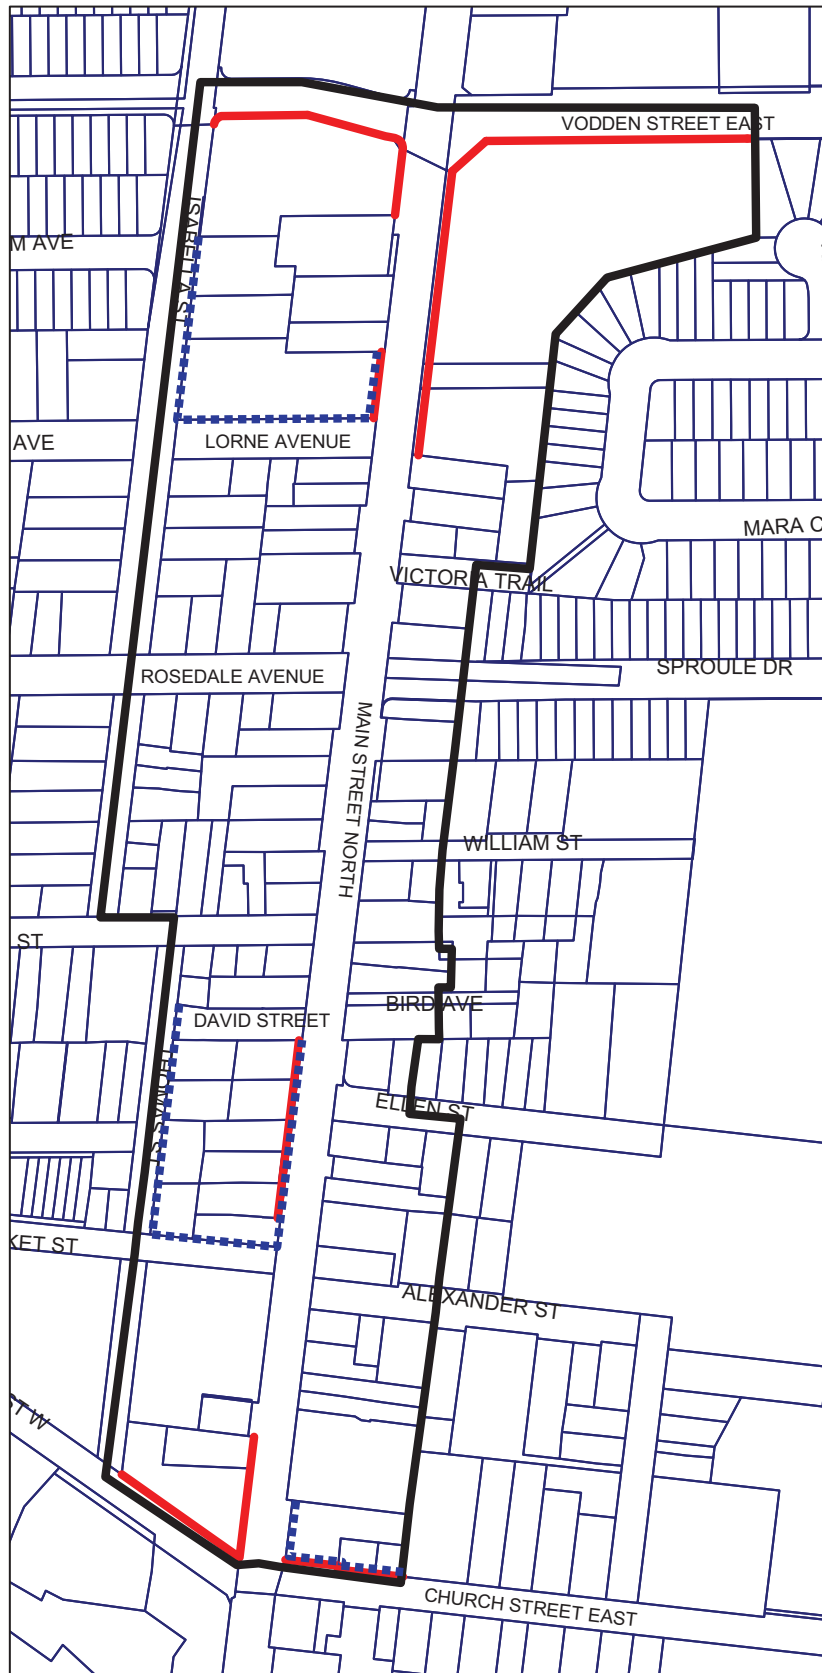 VODDEN STREET EAST
ISABELLA ST
M AVE
AVE
LORNE AVENUE
MARA C
VICTORIA TRAIL
SPROULE DR
ROSEDALE AVENUE
MAIN STREET NORTH
WILLIAM ST
ST
BIRD AVE
DAVID STREET
THOMAS ST
ELLEN ST
KET ST
ALEXANDER ST
ST W
CHURCH STREET EAST